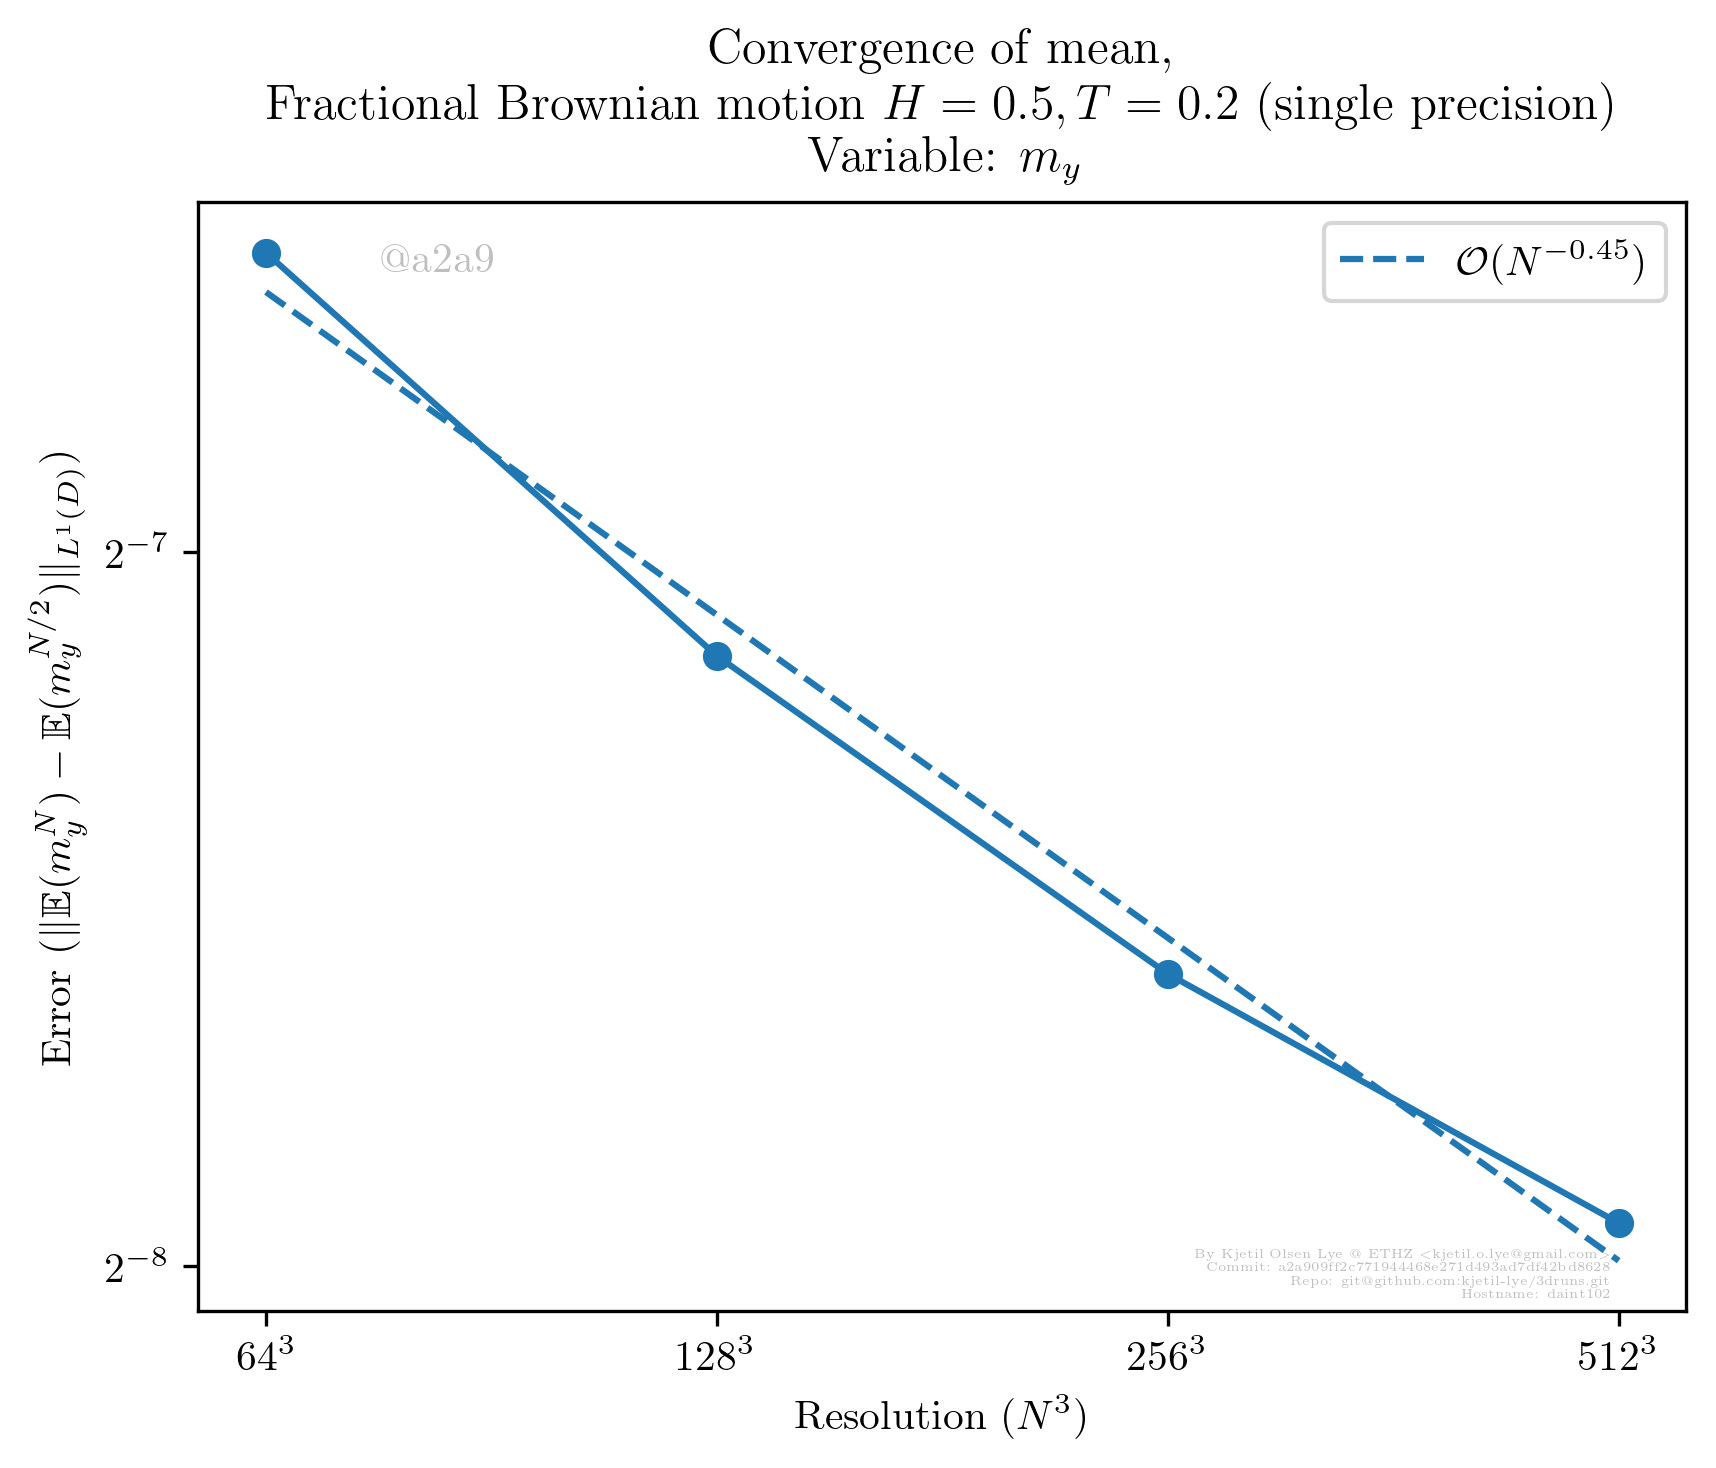 Convergence of mean,
Fractional Brownian motion $H = 0.5, T = 0.2$ (single precision)
Variable: $m_y$
@a2a9
$\mathcal{O}(N^{-0.45})$
Error ($\|\mathbb{E}(m_y^N) - \mathbb{E}(m_y^{N/2})\|_{L^1(D)}$)
$2^{-7}$
$2^{-8}$
By Kjetil Olsen Lye @ ETHZ <kjetil.o.lye@gmail.com>
Commit: a2a909ff2c771944468e271d493ad7df42bd8628
Repo: git@github.com:kjetil-lye/3druns.git
Hostname: daint102
$64^3$ $128^3$ $256^3$ $512^3$
Resolution ($N^3$)